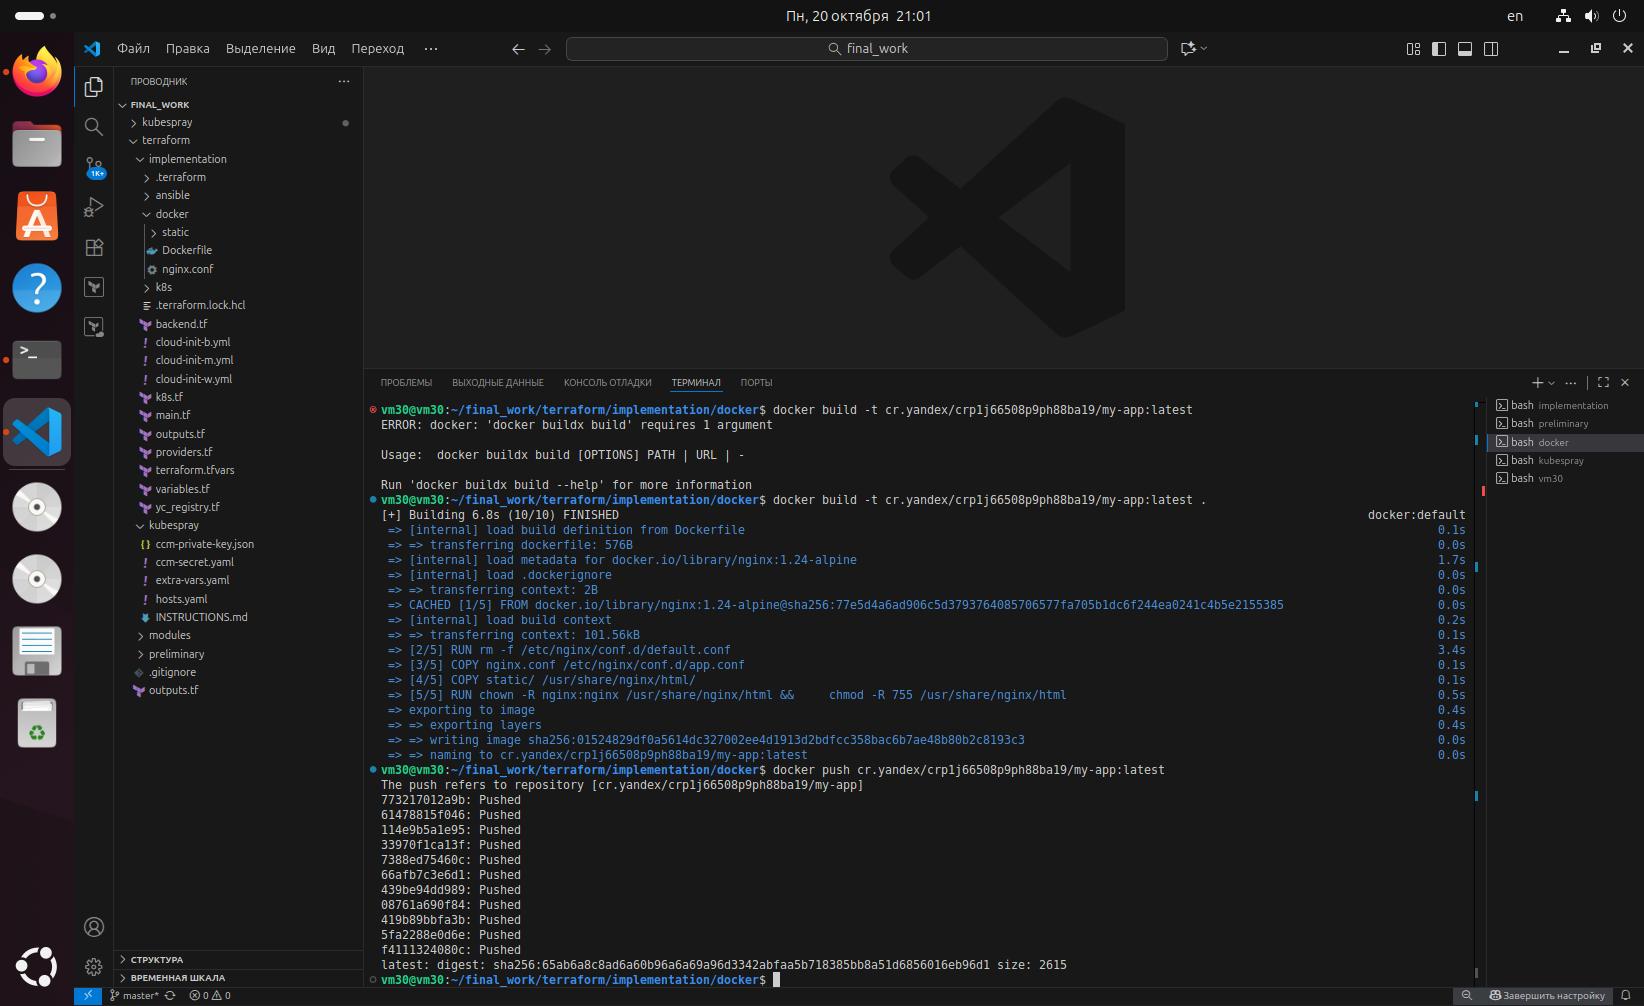 Пн, 20 октября 21:01
en
Файл Правка Выделение Вид Переход ···
final_work
ПРОВОДНИК
FINAL_WORK
kubespray
terraform
implementation
.terraform
ansible
docker
static
Dockerfile
nginx.conf
k8s
.terraform.lock.hcl
backend.tf
cloud-init-b.yml
cloud-init-m.yml
cloud-init-w.yml
k8s.tf
main.tf
outputs.tf
providers.tf
terraform.tfvars
variables.tf
yc_registry.tf
kubespray
ccm-private-key.json
ccm-secret.yaml
extra-vars.yaml
hosts.yaml
INSTRUCTIONS.md
modules
preliminary
.gitignore
outputs.tf
СТРУКТУРА
ВРЕМЕННАЯ ШКАЛА
1K+
ПРОБЛЕМЫ ВЫХОДНЫЕ ДАННЫЕ КОНСОЛЬ ОТЛАДКИ ТЕРМИНАЛ ПОРТЫ
vm30@vm30:~/final_work/terraform/implementation/docker$ docker build -t cr.yandex/crp1j66508p9ph88ba19/my-app:latest
ERROR: docker: 'docker buildx build' requires 1 argument
Usage:  docker buildx build [OPTIONS] PATH | URL | -
Run 'docker buildx build --help' for more information
vm30@vm30:~/final_work/terraform/implementation/docker$ docker build -t cr.yandex/crp1j66508p9ph88ba19/my-app:latest .
[+] Building 6.8s (10/10) FINISHED docker:default
=> [internal] load build definition from Dockerfile 0.1s
=> => transferring dockerfile: 576B 0.0s
=> [internal] load metadata for docker.io/library/nginx:1.24-alpine 1.7s
=> [internal] load .dockerignore 0.0s
=> => transferring context: 2B 0.0s
=> CACHED [1/5] FROM docker.io/library/nginx:1.24-alpine@sha256:77e5d4a6ad906c5d3793764085706577fa705b1dc6f244ea0241c4b5e2155385 0.0s
=> [internal] load build context 0.2s
=> => transferring context: 101.56kB 0.1s
=> [2/5] RUN rm -f /etc/nginx/conf.d/default.conf 3.4s
=> [3/5] COPY nginx.conf /etc/nginx/conf.d/app.conf 0.1s
=> [4/5] COPY static/ /usr/share/nginx/html/ 0.1s
=> [5/5] RUN chown -R nginx:nginx /usr/share/nginx/html &&     chmod -R 755 /usr/share/nginx/html 0.5s
=> exporting to image 0.4s
=> => exporting layers 0.4s
=> => writing image sha256:01524829df0a5614dc327002ee4d1913d2bdfcc358bac6b7ae48b80b2c8193c3 0.0s
=> => naming to cr.yandex/crp1j66508p9ph88ba19/my-app:latest 0.0s
vm30@vm30:~/final_work/terraform/implementation/docker$ docker push cr.yandex/crp1j66508p9ph88ba19/my-app:latest
The push refers to repository [cr.yandex/crp1j66508p9ph88ba19/my-app]
773217012a9b: Pushed
61478815f046: Pushed
114e9b5a1e95: Pushed
33970f1ca13f: Pushed
7388ed75460c: Pushed
66afb7c3e6d1: Pushed
439be94dd989: Pushed
08761a690f84: Pushed
419b89bbfa3b: Pushed
5fa2288e0d6e: Pushed
f4111324080c: Pushed
latest: digest: sha256:65ab6a8c8ad6a60b96a6a69a96d3342abfaa5b718385bb8a51d6856016eb96d1 size: 2615
vm30@vm30:~/final_work/terraform/implementation/docker$
bash implementation
bash preliminary
bash docker
bash kubespray
bash vm30
master* 0 0
Завершить настройку